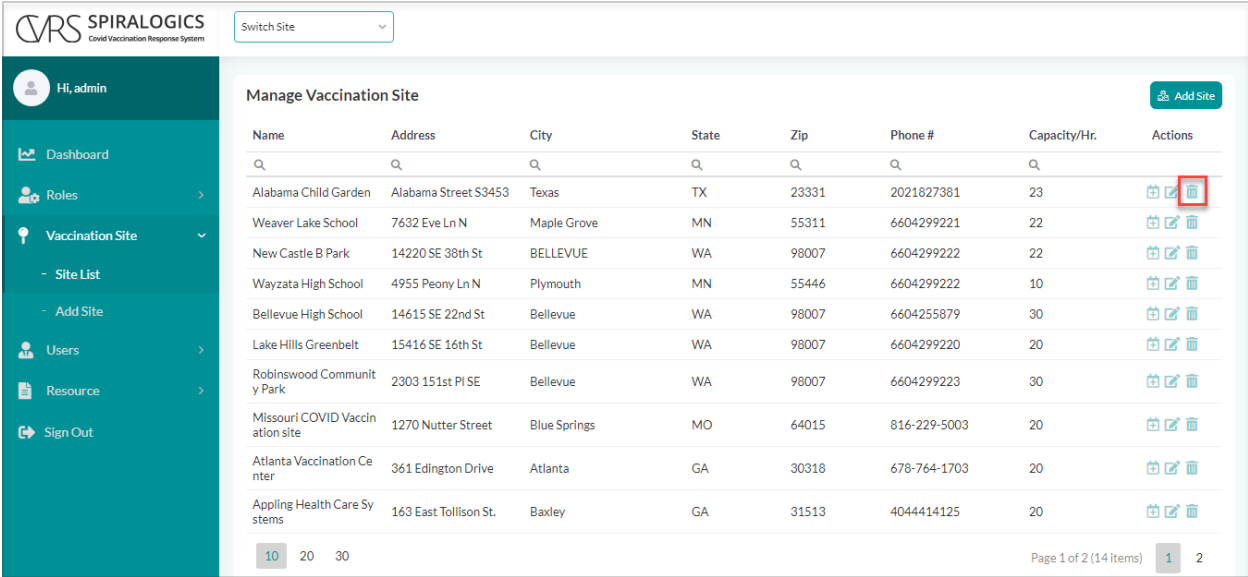 CVRS SPIRALOGICS
Covid Vaccination Response System
Switch Site
Hi, admin
Dashboard
Roles
Vaccination Site
- Site List
- Add Site
Users
Resource
Sign Out
Manage Vaccination Site
Add Site
Name Address City State Zip Phone # Capacity/Hr. Actions
Alabama Child Garden Alabama Street S3453 Texas TX 23331 2021827381 23
Weaver Lake School 7632 Eve Ln N Maple Grove MN 55311 6604299221 22
New Castle B Park 14220 SE 38th St BELLEVUE WA 98007 6604299222 22
Wayzata High School 4955 Peony Ln N Plymouth MN 55446 6604299222 10
Bellevue High School 14615 SE 22nd St Bellevue WA 98007 6604255879 30
Lake Hills Greenbelt 15416 SE 16th St Bellevue WA 98007 6604299220 20
Robinswood Communit
y Park 2303 151st Pl SE Bellevue WA 98007 6604299223 30
Missouri COVID Vaccin
ation site 1270 Nutter Street Blue Springs MO 64015 816-229-5003 20
Atlanta Vaccination Ce
nter 361 Edington Drive Atlanta GA 30318 678-764-1703 20
Appling Health Care Sy
stems 163 East Tollison St. Baxley GA 31513 4044414125 20
10 20 30
Page 1 of 2 (14 items) 1 2